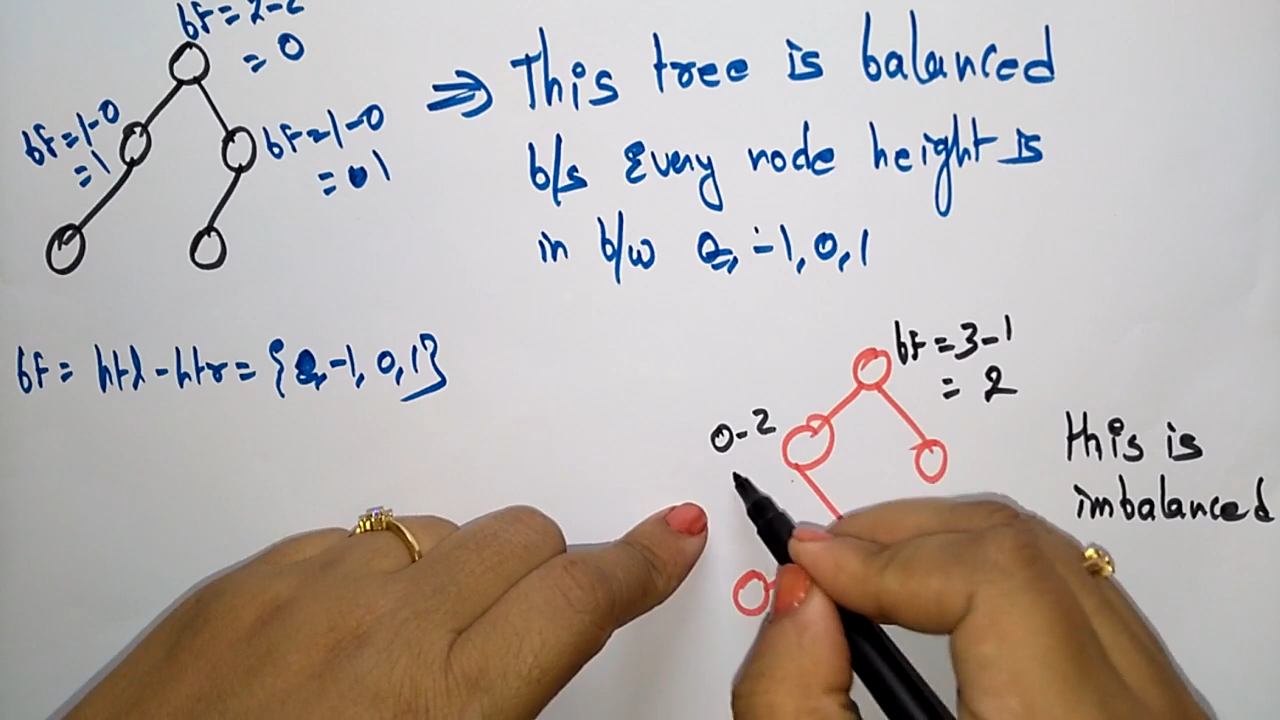 bf = 2-2
= 0
bf = 1-0
= 1
bf = 1-0
= 1
⇒ This tree is balanced
b/s Every node height is
in b/w -1, 0, 1
bf = htl - htr = { -1, 0, 1}
bf = 3-1
= 2
0-2
this is
imbalanced